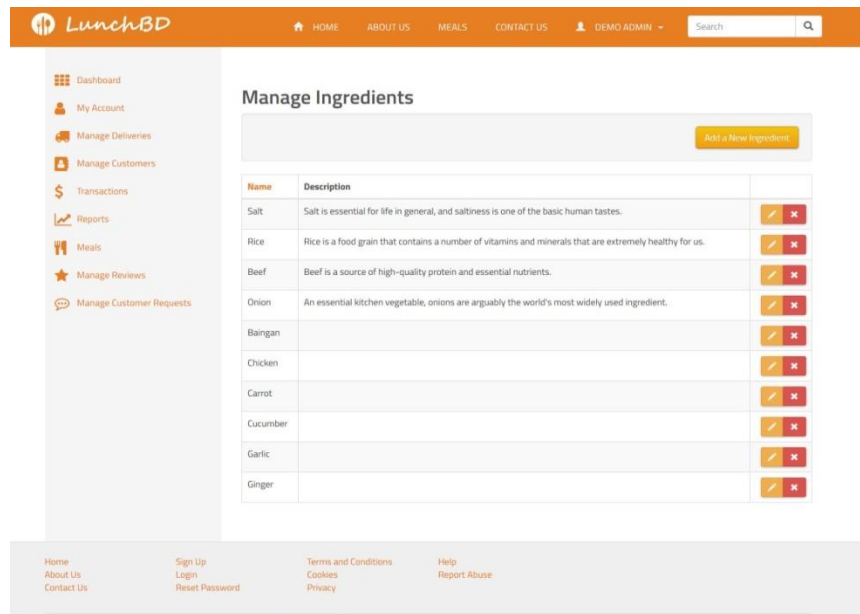 LunchBD
HOME ABOUT US MEALS CONTACT US DEMO ADMIN Search
Dashboard
My Account
Manage Deliveries
Manage Customers
Transactions
Reports
Meals
Manage Reviews
Manage Customer Requests
Manage Ingredients
Add a New Ingredient
Name Description
Salt Salt is essential for life in general, and saltiness is one of the basic human tastes.
Rice Rice is a food grain that contains a number of vitamins and minerals that are extremely healthy for us.
Beef Beef is a source of high-quality protein and essential nutrients.
Onion An essential kitchen vegetable, onions are arguably the world's most widely used ingredient.
Baingan
Chicken
Carrot
Cucumber
Garlic
Ginger
Home Sign Up Terms and Conditions Help
About Us Login Cookies Report Abuse
Contact Us Reset Password Privacy